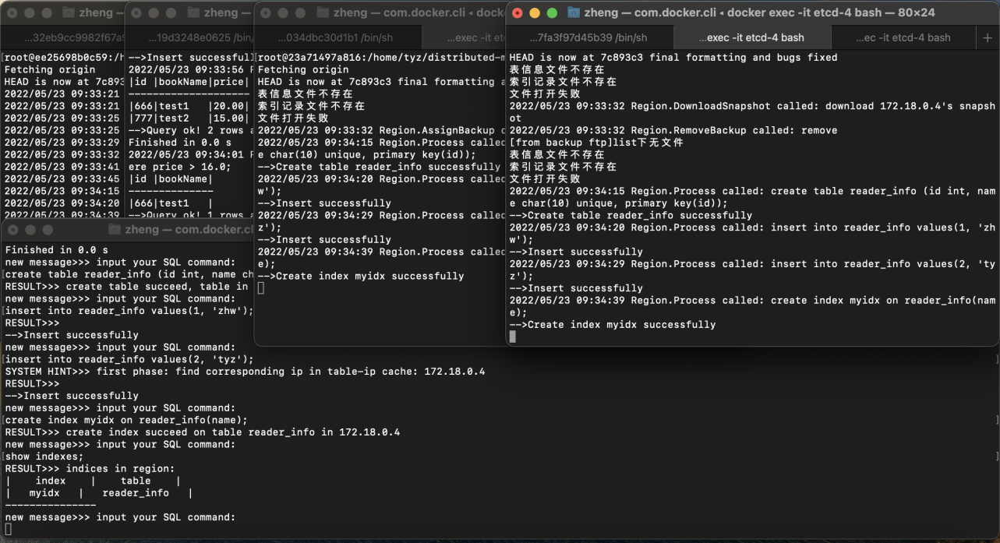 zheng —
...32eb9cc9982f67a
[root@ee25698b0c59:/h
Fetching origin
HEAD is now at 7c893
2022/05/23 09:33:21
2022/05/23 09:33:21
2022/05/23 09:33:25
2022/05/23 09:33:25
2022/05/23 09:33:29
2022/05/23 09:33:32
2022/05/23 09:33:41
2022/05/23 09:33:45
2022/05/23 09:34:15
2022/05/23 09:34:20
2022/05/23 09:34:39
zheng —
...19d3248e0625 /bin/
-->Insert successfull
2022/05/23 09:33:56
|id |bookName|price|
--------------------
|666|test1   |20.00|
|777|test2   |15.00|
-->Query ok! 2 rows a
Finished in 0.0 s
2022/05/23 09:34:01
ere price > 16.0;
|id |bookName|
--------------
|666|test1   |
-->Query ok! 1 rows a
zheng — com.docker.cli ◂ dock
...034dbc30d1b1 /bin/sh
...exec -it etc
[root@23a71497a816:/home/tyz/distributed-m
Fetching origin
HEAD is now at 7c893c3 final formatting a
表信息文件不存在
索引记录文件不存在
文件打开失败
2022/05/23 09:33:32 Region.AssignBackup c
2022/05/23 09:34:15 Region.Process called
e char(10) unique, primary key(id));
-->Create table reader_info successfully
2022/05/23 09:34:20 Region.Process called
w');
-->Insert successfully
2022/05/23 09:34:29 Region.Process called
z');
-->Insert successfully
2022/05/23 09:34:39 Region.Process called
e);
-->Create index myidx successfully
zheng — com.docker.cli ◂ docker exec -it etcd-4 bash — 80×24
...7fa3f97d45b39 /bin/sh
...exec -it etcd-4 bash
...ec -it etcd-4 bash
+
HEAD is now at 7c893c3 final formatting and bugs fixed
表信息文件不存在
索引记录文件不存在
文件打开失败
2022/05/23 09:33:32 Region.DownloadSnapshot called: download 172.18.0.4's snapsh
ot
2022/05/23 09:33:32 Region.RemoveBackup called: remove
[from backup ftp]list下无文件
表信息文件不存在
索引记录文件不存在
文件打开失败
2022/05/23 09:34:15 Region.Process called: create table reader_info (id int, nam
e char(10) unique, primary key(id));
-->Create table reader_info successfully
2022/05/23 09:34:20 Region.Process called: insert into reader_info values(1, 'zh
w');
-->Insert successfully
2022/05/23 09:34:29 Region.Process called: insert into reader_info values(2, 'ty
z');
-->Insert successfully
2022/05/23 09:34:39 Region.Process called: create index myidx on reader_info(nam
e);
-->Create index myidx successfully
zheng — com.docker.cl
Finished in 0.0 s
new message>>> input your SQL command:
[create table reader_info (id int, name ch
RESULT>>> create table succeed, table in
new message>>> input your SQL command:
[insert into reader_info values(1, 'zhw');
RESULT>>>
-->Insert successfully
new message>>> input your SQL command:
[insert into reader_info values(2, 'tyz');
SYSTEM HINT>>> first phase: find corresponding ip in table-ip cache: 172.18.0.4
RESULT>>>
-->Insert successfully
new message>>> input your SQL command:
[create index myidx on reader_info(name);
RESULT>>> create index succeed on table reader_info in 172.18.0.4
new message>>> input your SQL command:
[show indexes;
RESULT>>> indices in region:
|    index    |    table    |
|   myidx   |   reader_info   |
---------------
new message>>> input your SQL command: